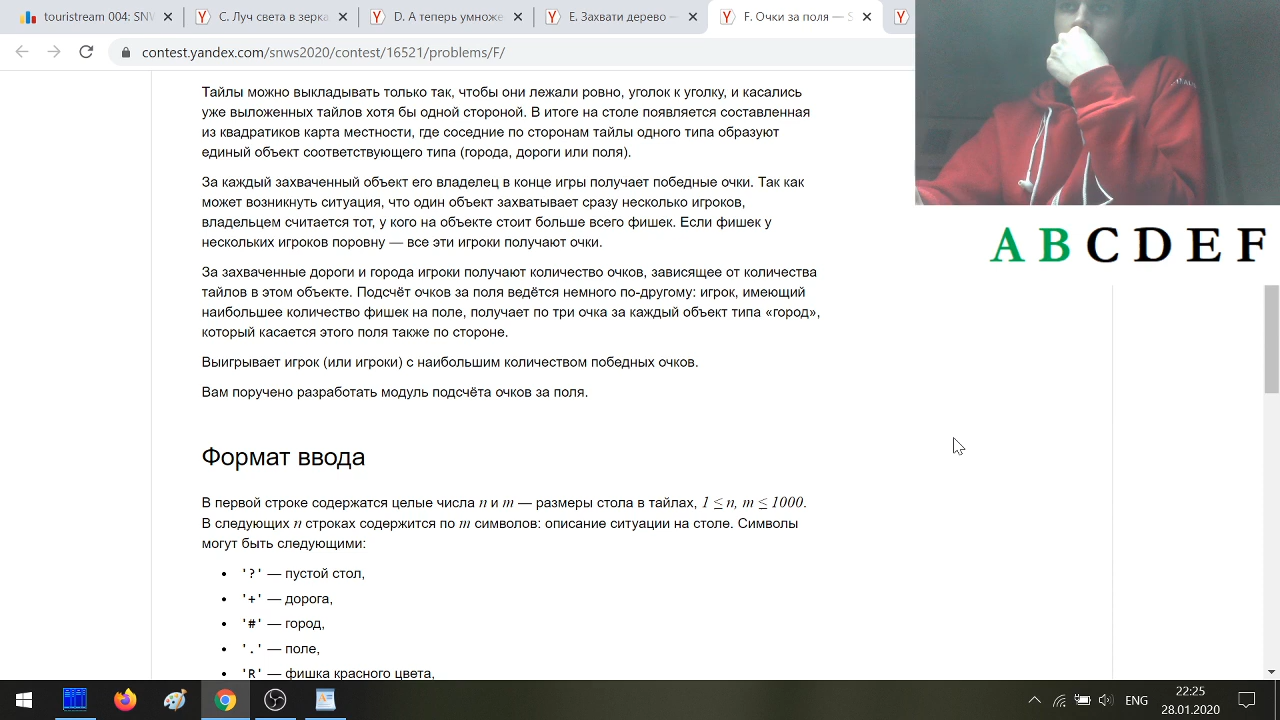 touristream 004: SNW
C. Луч света в зерка
D. А теперь умноже
E. Захвати дерево —
F. Очки за поля — S
contest.yandex.com/snws2020/contest/16521/problems/F/
Тайлы можно выкладывать только так, чтобы они лежали ровно, уголок к уголку, и касались
уже выложенных тайлов хотя бы одной стороной. В итоге на столе появляется составленная
из квадратиков карта местности, где соседние по сторонам тайлы одного типа образуют
единый объект соответствующего типа (города, дороги или поля).
За каждый захваченный объект его владелец в конце игры получает победные очки. Так как
может возникнуть ситуация, что один объект захватывает сразу несколько игроков,
владельцем считается тот, у кого на объекте стоит больше всего фишек. Если фишек у
нескольких игроков поровну — все эти игроки получают очки.
A B C D E F
За захваченные дороги и города игроки получают количество очков, зависящее от количества
тайлов в этом объекте. Подсчёт очков за поля ведётся немного по-другому: игрок, имеющий
наибольшее количество фишек на поле, получает по три очка за каждый объект типа «город»,
который касается этого поля также по стороне.
Выигрывает игрок (или игроки) с наибольшим количеством победных очков.
Вам поручено разработать модуль подсчёта очков за поля.
Формат ввода
В первой строке содержатся целые числа n и m — размеры стола в тайлах, 1 ≤ n, m ≤ 1000.
В следующих n строках содержится по m символов: описание ситуации на столе. Символы
могут быть следующими:
• '?' — пустой стол,
• '+' — дорога,
• '#' — город,
• '.' — поле,
• 'R' — фишка красного цвета,
ENG
22:25
28.01.2020